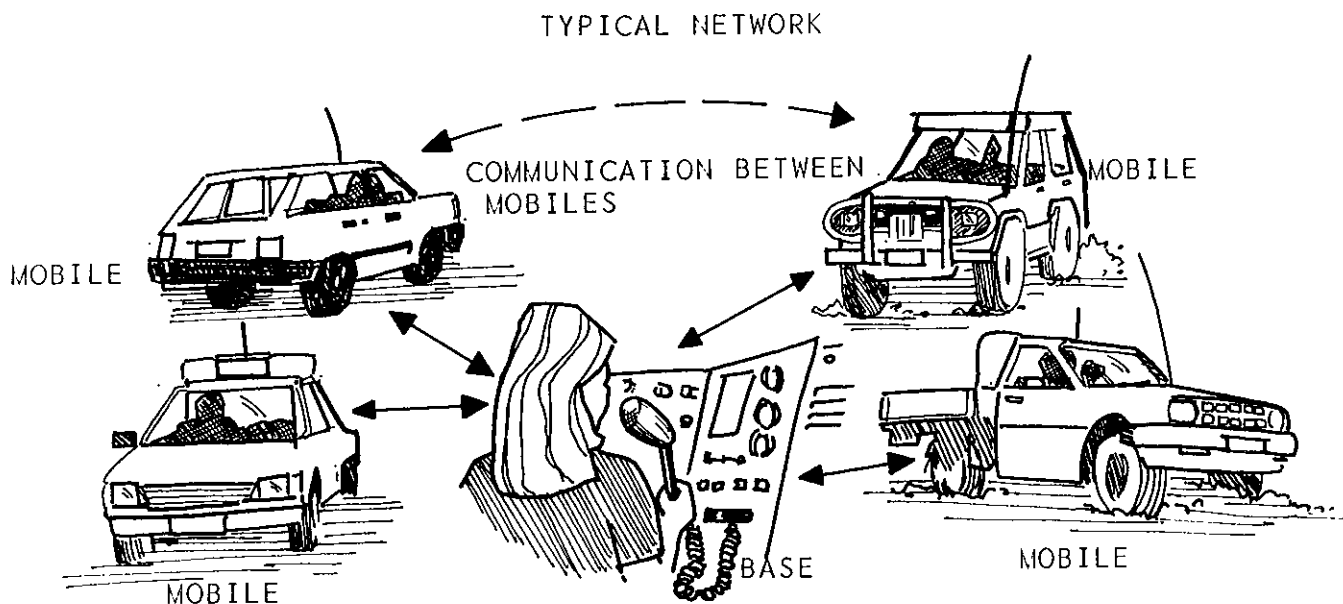 TYPICAL NETWORK
COMMUNICATION BETWEEN
MOBILES
MOBILE
MOBILE
MOBILE
BASE
MOBILE